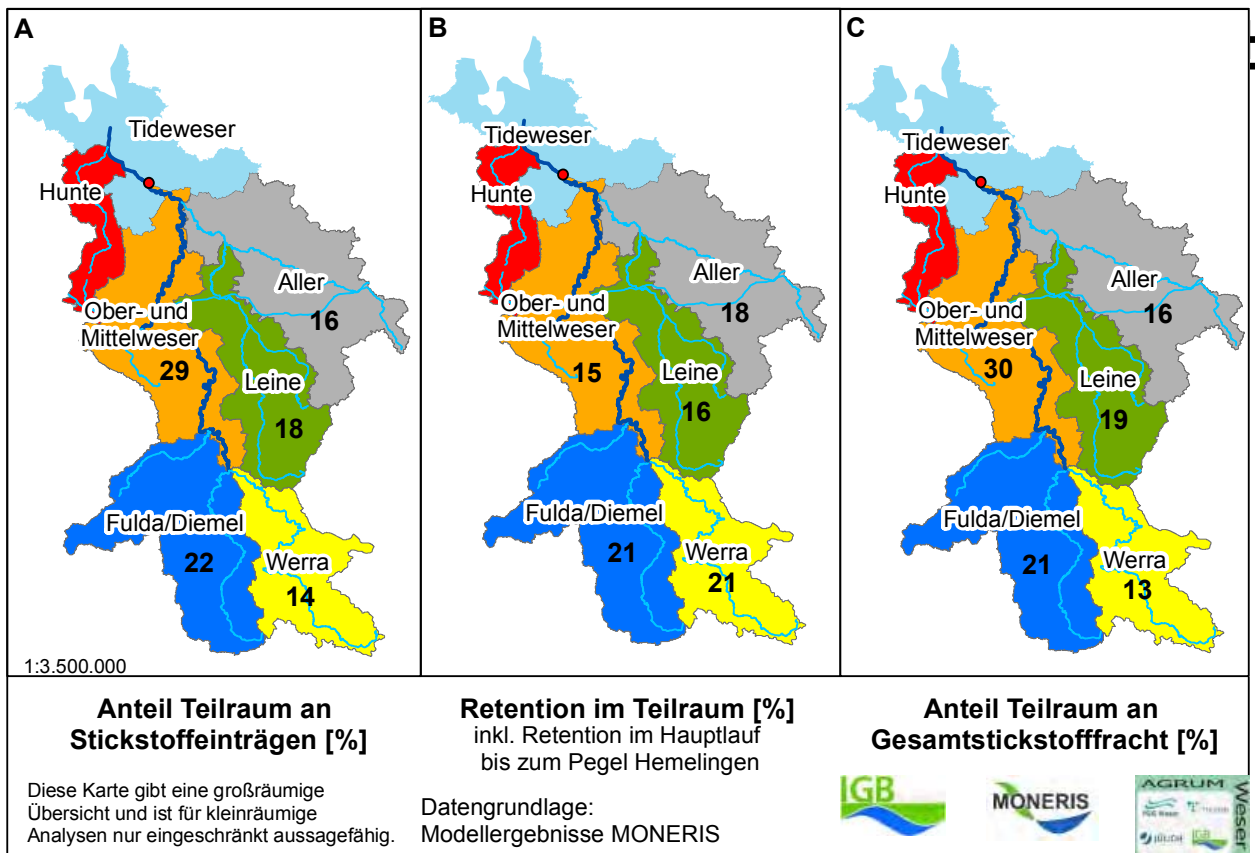 A
Tideweser
Hunte
Aller
16
Ober- und
Mittelweser
29
Leine
18
Fulda/Diemel
22
Werra
14
1:3.500.000
B
Tideweser
Hunte
Aller
18
Ober- und
Mittelweser
15
Leine
16
Fulda/Diemel
21
Werra
21
C
Tideweser
Hunte
Aller
16
Ober- und
Mittelweser
30
Leine
19
Fulda/Diemel
21
Werra
13
Anteil Teilraum an
Stickstoffeinträgen [%]
Diese Karte gibt eine großräumige
Übersicht und ist für kleinräumige
Analysen nur eingeschränkt aussagefähig.
Retention im Teilraum [%]
inkl. Retention im Hauptlauf
bis zum Pegel Hemelingen
Datengrundlage:
Modellergebnisse MONERIS
Anteil Teilraum an
Gesamtstickstofffracht [%]
IGB
MONERIS
AGRUM
Weser
JÜLICH
IGB